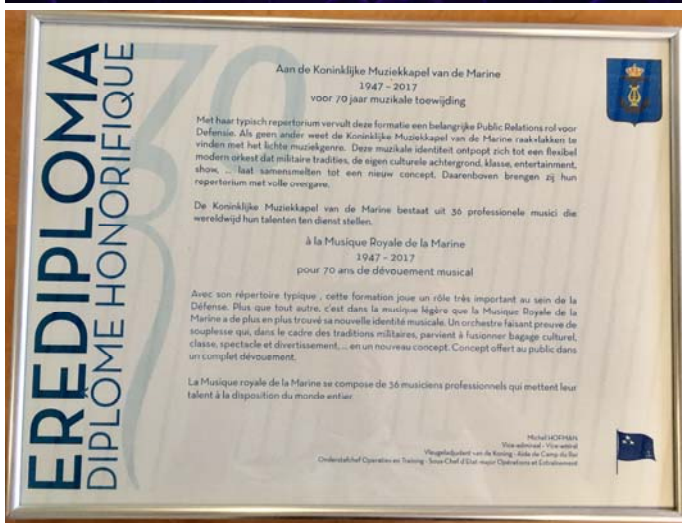 EREDIPLOMA
DIPLÔME HONORIFIQUE
70
Aan de Koninklijke Muziekkapel van de Marine
1947 - 2017
voor 70 jaar muzikale toewijding
Met haar typisch repertorium vervult deze formatie een belangrijke Public Relations rol voor
Defensie. Als geen ander weet de Koninklijke Muziekkapel van de Marine raakvlakken te
vinden met het lichte muziekgenre. Deze muzikale identiteit ontpopt zich tot een flexibel
modern orkest dat militaire tradities, de eigen culturele achtergrond, klasse, entertainment,
show, ... laat samensmelten tot een nieuw concept. Daarenboven brengen zij hun
repertorium met volle overgave.
De Koninklijke Muziekkapel van de Marine bestaat uit 36 professionele musici die
wereldwijd hun talenten ten dienst stellen.
à la Musique Royale de la Marine
1947 - 2017
pour 70 ans de dévouement musical
Avec son répertoire typique , cette formation joue un rôle très important au sein de la
Défense. Plus que tout autre, c'est dans la musique légère que la Musique Royale de la
Marine a de plus en plus trouvé sa nouvelle identité musicale. Un orchestre faisant preuve de
souplesse qui, dans le cadre des traditions militaires, parvient à fusionner bagage culturel,
classe, spectacle et divertissement, ... en un nouveau concept. Concept offert au public dans
un complet dévouement.
La Musique royale de la Marine se compose de 36 musiciens professionnels qui mettent leur
talent à la disposition du monde entier.
Michel HOFMAN
Vice-admiraal - Vice-amiral
Vleugeladjudant van de Koning - Aide de Camp du Roi
Onderstafchef Operaties en Training - Sous-Chef d'Etat-major Opérations et Entraînement